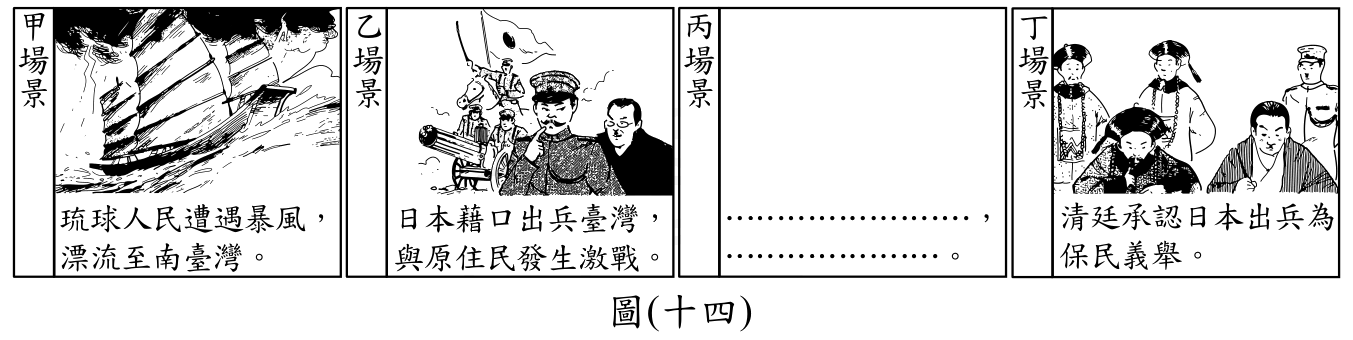 甲場景
琉球人民遭遇暴風，
漂流至南臺灣。
乙場景
日本藉口出兵臺灣，
與原住民發生激戰。
丙場景
……………………，
…………………。
丁場景
清廷承認日本出兵為
保民義舉。
圖(十四)